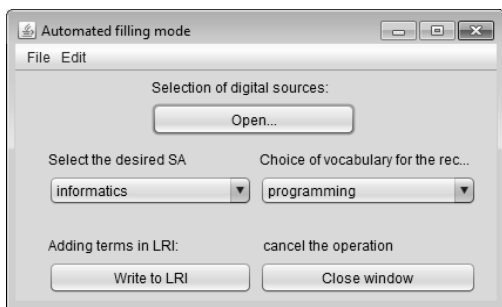 Automated filling mode
File Edit
Selection of digital sources:
Open...
Select the desired SA
Choice of vocabulary for the rec...
informatics
programming
Adding terms in LRI:
cancel the operation
Write to LRI
Close window